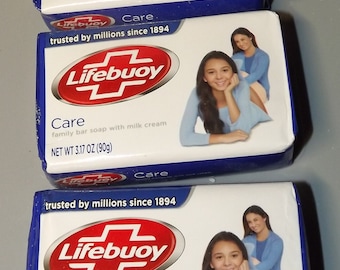 Care
trusted by millions since 1894
Lifebuoy
Care
family bar soap with milk cream
NET WT 3.17 OZ (90g)
Care
trusted by millions since 1894
Lifebuoy